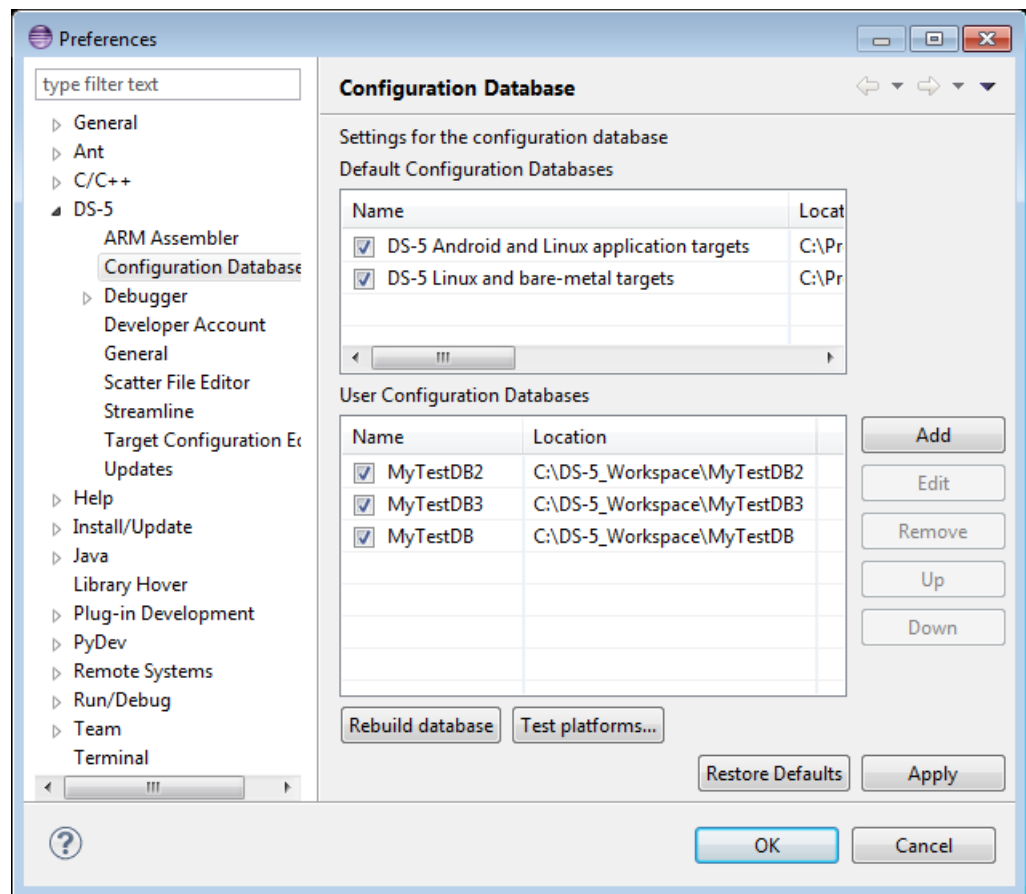 Preferences
type filter text
General
Ant
C/C++
DS-5
ARM Assembler
Configuration Database
Debugger
Developer Account
General
Scatter File Editor
Streamline
Target Configuration Ec
Updates
Help
Install/Update
Java
Library Hover
Plug-in Development
PyDev
Remote Systems
Run/Debug
Team
Terminal
Configuration Database
Settings for the configuration database
Default Configuration Databases
Name Locat
DS-5 Android and Linux application targets C:\Pr
DS-5 Linux and bare-metal targets C:\Pr
User Configuration Databases
Name Location
MyTestDB2 C:\DS-5_Workspace\MyTestDB2
MyTestDB3 C:\DS-5_Workspace\MyTestDB3
MyTestDB C:\DS-5_Workspace\MyTestDB
Add
Edit
Remove
Up
Down
Rebuild database Test platforms...
Restore Defaults Apply
OK Cancel